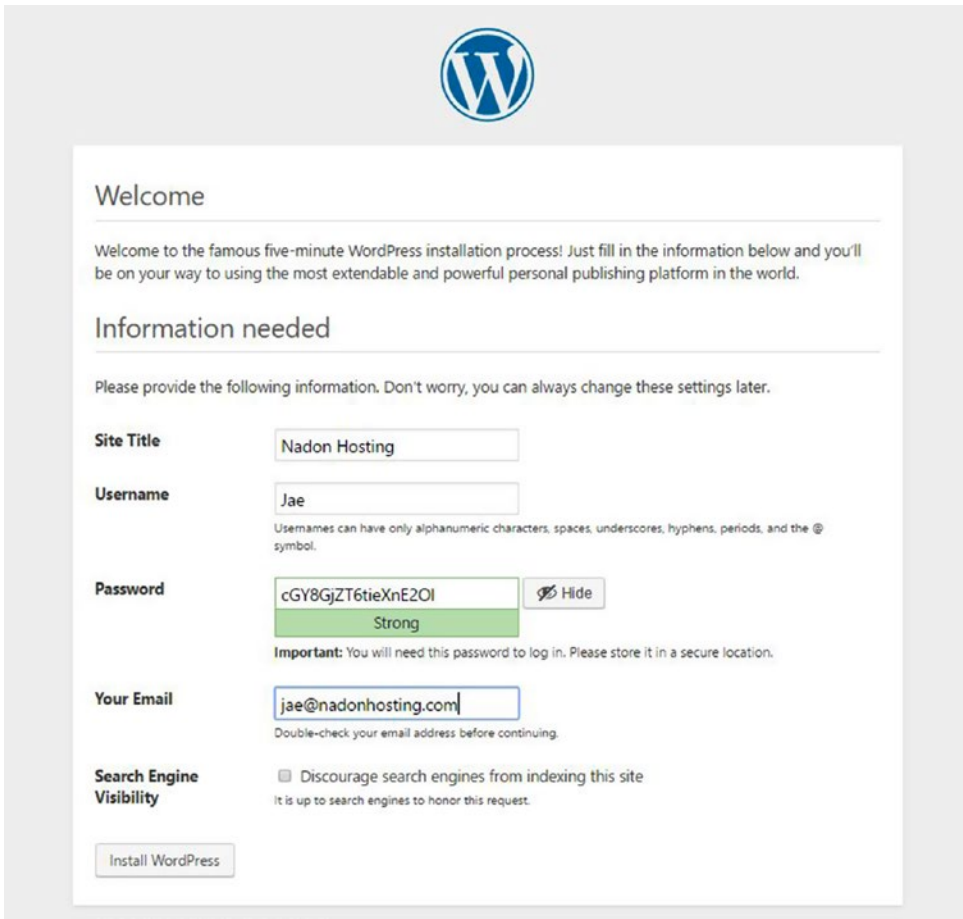 W
Welcome
Welcome to the famous five-minute WordPress installation process! Just fill in the information below and you'll
be on your way to using the most extendable and powerful personal publishing platform in the world.
Information needed
Please provide the following information. Don't worry, you can always change these settings later.
Site Title
Nadon Hosting
Username
Jae
Usernames can have only alphanumeric characters, spaces, underscores, hyphens, periods, and the @
symbol.
Password
cGY8GjZT6tieXnE2OI
Hide
Strong
Important: You will need this password to log in. Please store it in a secure location.
Your Email
jae@nadonhosting.com
Double-check your email address before continuing.
Search Engine
Visibility
Discourage search engines from indexing this site
It is up to search engines to honor this request.
Install WordPress